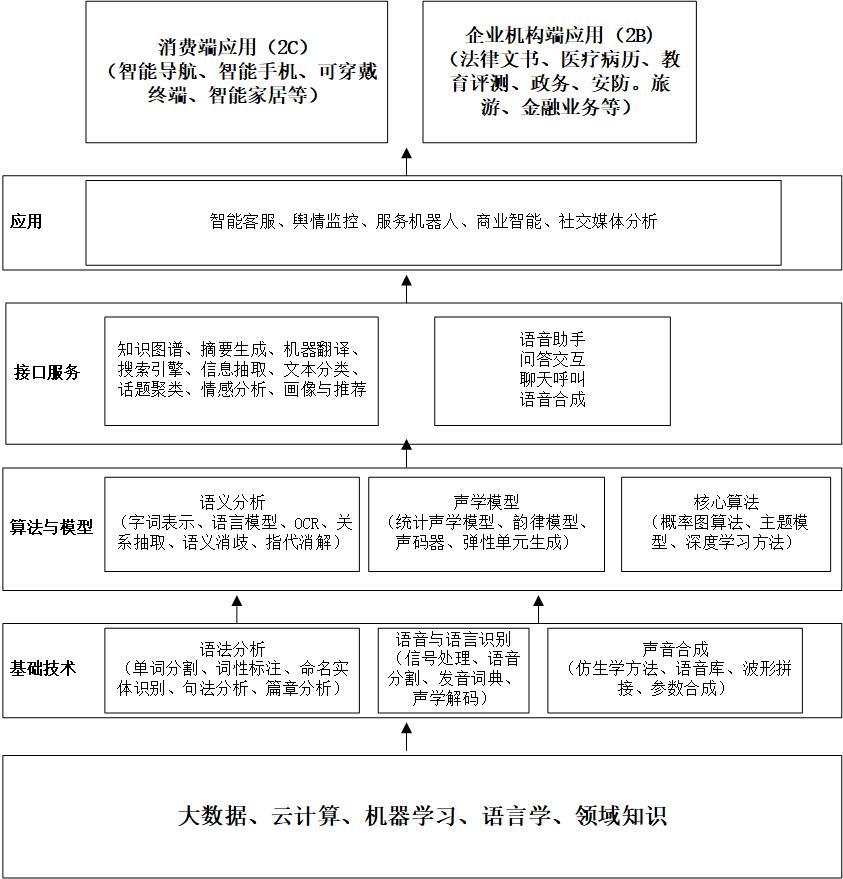 消费端应用（2C）
（智能导航、智能手机、可穿戴
终端、智能家居等）
企业机构端应用（2B）
（法律文书、医疗病历、教
育评测、政务、安防。旅
游、金融业务等）
应用
智能客服、舆情监控、服务机器人、商业智能、社交媒体分析
接口服务
知识图谱、摘要生成、机器翻译、
搜索引擎、信息抽取、文本分类、
话题聚类、情感分析、画像与推荐
语音助手
问答交互
聊天呼叫
语音合成
算法与模型
语义分析
（字词表示、语言模型、OCR、关
系抽取、语义消歧、指代消解）
声学模型
（统计声学模型、韵律模型、
声码器、弹性单元生成）
核心算法
（概率图算法、主题模
型、深度学习方法）
基础技术
语法分析
（单词分割、词性标注、命名实
体识别、句法分析、篇章分析）
语音与语言识别
（信号处理、语音
分割、发音词典、
声学解码）
声音合成
（仿生学方法、语音库、波形拼
接、参数合成）
大数据、云计算、机器学习、语言学、领域知识